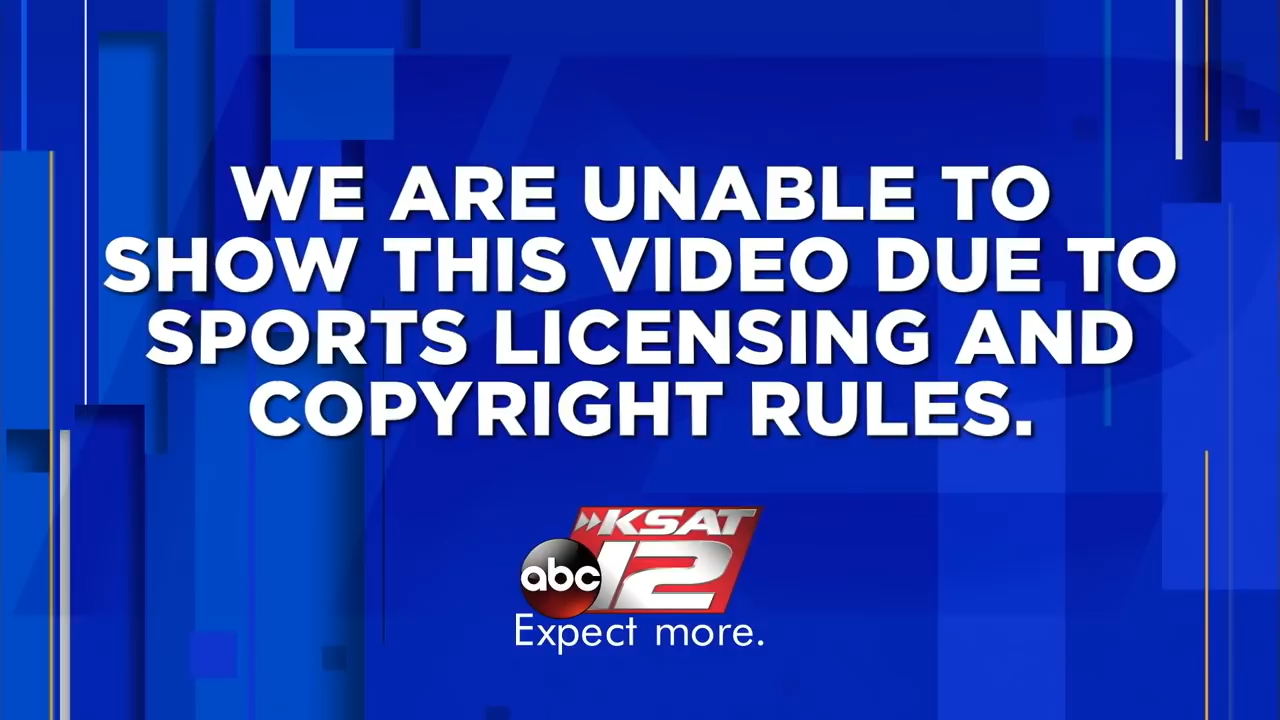 WE ARE UNABLE TO
SHOW THIS VIDEO DUE TO
SPORTS LICENSING AND
COPYRIGHT RULES.
KSAT
abc 12
Expect more.